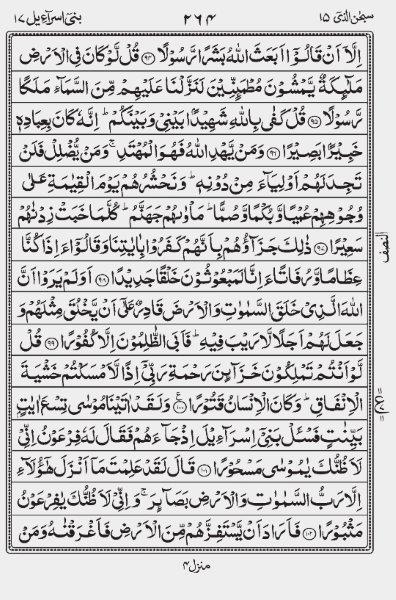 سبحن الذی ۱۵ ۲۶۴ بنیٓ اسرآءیل ۱۷
اِلَّاۤ اَنْ قَالُوْۤا اَبَعَثَ اللّٰهُ بَشَرًا رَّسُوْلًا ﴿۹۴﴾ قُلْ لَّوْ كَانَ فِی الْاَرْضِ
مَلٰٓىِٕكَةٌ یَّمْشُوْنَ مُطْمَىِٕنِّیْنَ لَنَزَّلْنَا عَلَیْهِمْ مِّنَ السَّمَآءِ مَلَكًا
رَّسُوْلًا ﴿۹۵﴾ قُلْ كَفٰی بِاللّٰهِ شَهِیْدًۢا بَیْنِیْ وَبَیْنَكُمْ ؕ اِنَّهٗ كَانَ بِعِبَادِهٖ
خَبِیْرًۢا بَصِیْرًا ﴿۹۶﴾ وَمَنْ یَّهْدِ اللّٰهُ فَهُوَ الْمُهْتَدِ ۚ وَمَنْ یُّضْلِلْ فَلَنْ
تَجِدَ لَهُمْ اَوْلِیَآءَ مِنْ دُوْنِهٖ ؕ وَنَحْشُرُهُمْ یَوْمَ الْقِیٰمَةِ عَلٰی
وُجُوْهِهِمْ عُمْیًا وَّبُكْمًا وَّصُمًّا ؕ مَاْوٰىهُمْ جَهَنَّمُ ؕ كُلَّمَا خَبَتْ زِدْنٰهُمْ
سَعِیْرًا ﴿۹۷﴾ ذٰلِكَ جَزَآؤُهُمْ بِاَنَّهُمْ كَفَرُوْا بِاٰیٰتِنَا وَقَالُوْۤا ءَاِذَا كُنَّا
النصف
عِظَامًا وَّرُفَاتًا ءَاِنَّا لَمَبْعُوْثُوْنَ خَلْقًا جَدِیْدًا ﴿۹۸﴾ اَوَلَمْ یَرَوْا اَنَّ
اللّٰهَ الَّذِیْ خَلَقَ السَّمٰوٰتِ وَالْاَرْضَ قَادِرٌ عَلٰۤی اَنْ یَّخْلُقَ مِثْلَهُمْ وَ
جَعَلَ لَهُمْ اَجَلًا لَّا رَیْبَ فِیْهِ ؕ فَاَبَی الظّٰلِمُوْنَ اِلَّا كُفُوْرًا ﴿۹۹﴾ قُلْ
لَّوْ اَنْتُمْ تَمْلِكُوْنَ خَزَآىِٕنَ رَحْمَةِ رَبِّیْۤ اِذًا لَّاَمْسَكْتُمْ خَشْیَةَ
الْاِنْفَاقِ ؕ وَكَانَ الْاِنْسَانُ قَتُوْرًا ﴿۱۰۰﴾ وَلَقَدْ اٰتَیْنَا مُوْسٰی تِسْعَ اٰیٰتٍۭ
بَیِّنٰتٍ فَسْـَٔلْ بَنِیْۤ اِسْرَآءِیْلَ اِذْ جَآءَهُمْ فَقَالَ لَهٗ فِرْعَوْنُ اِنِّیْ
لَاَظُنُّكَ یٰمُوْسٰی مَسْحُوْرًا ﴿۱۰۱﴾ قَالَ لَقَدْ عَلِمْتَ مَاۤ اَنْزَلَ هٰۤؤُلَآءِ
اِلَّا رَبُّ السَّمٰوٰتِ وَالْاَرْضِ بَصَآىِٕرَ ۚ وَاِنِّیْ لَاَظُنُّكَ یٰفِرْعَوْنُ
مَثْبُوْرًا ﴿۱۰۲﴾ فَاَرَادَ اَنْ یَّسْتَفِزَّهُمْ مِّنَ الْاَرْضِ فَاَغْرَقْنٰهُ وَمَنْ
منزل ۴